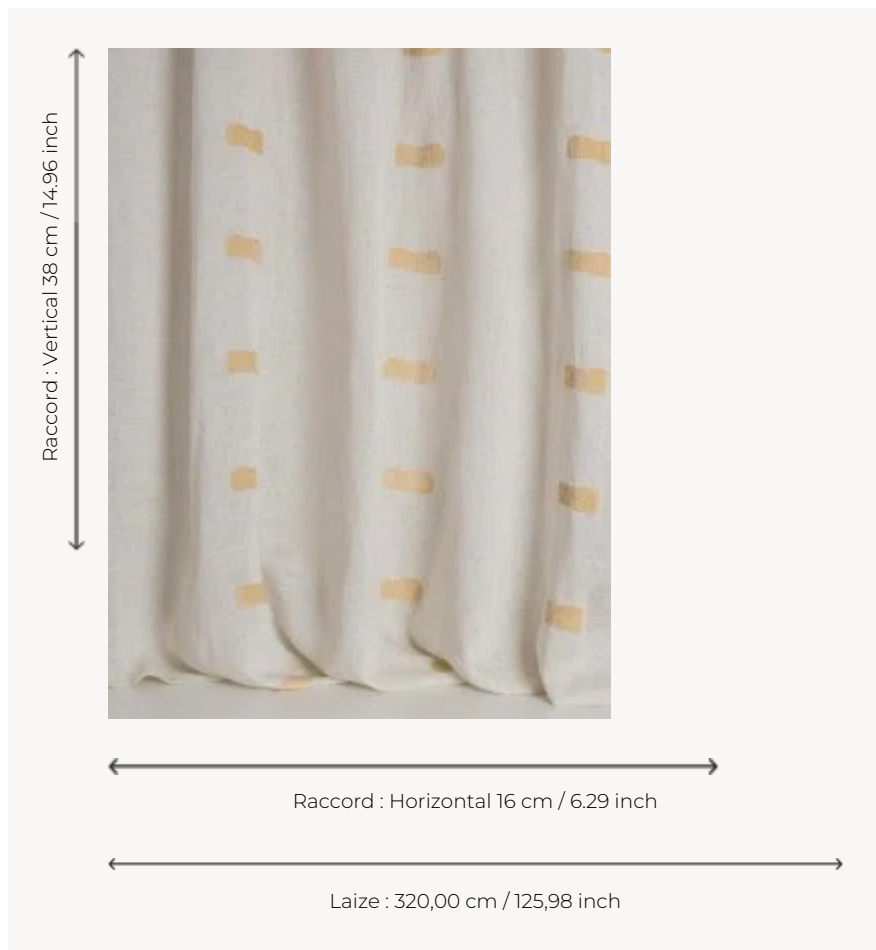 Raccord : Vertical 38 cm / 14.96 inch
Raccord : Horizontal 16 cm / 6.29 inch
Laize : 320,00 cm / 125,98 inch